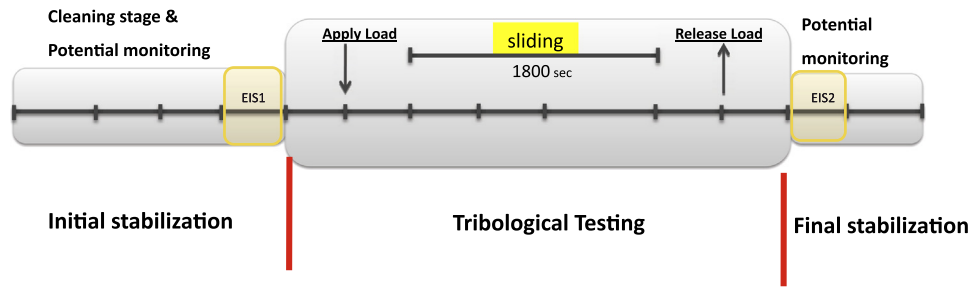 Cleaning stage &
Potential monitoring
EIS1
Apply Load
sliding
1800 sec
Release Load
Potential
monitoring
EIS2
Initial stabilization
Tribological Testing
Final stabilization